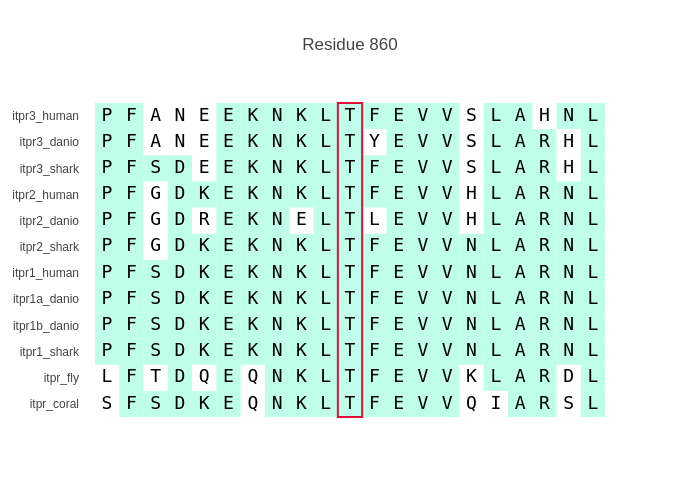 Residue 860
itpr3_human P F A N E E K N K L T F E V V S L A H N L
itpr3_danio P F A N E E K N K L T Y E V V S L A R H L
itpr3_shark P F S D E E K N K L T F E V V S L A R H L
itpr2_human P F G D K E K N K L T F E V V H L A R N L
itpr2_danio P F G D R E K N E L T L E V V H L A R N L
itpr2_shark P F G D K E K N K L T F E V V N L A R N L
itpr1_human P F S D K E K N K L T F E V V N L A R N L
itpr1a_danio P F S D K E K N K L T F E V V N L A R N L
itpr1b_danio P F S D K E K N K L T F E V V N L A R N L
itpr1_shark P F S D K E K N K L T F E V V N L A R N L
itpr_fly L F T D Q E Q N K L T F E V V K L A R D L
itpr_coral S F S D K E Q N K L T F E V V Q I A R S L